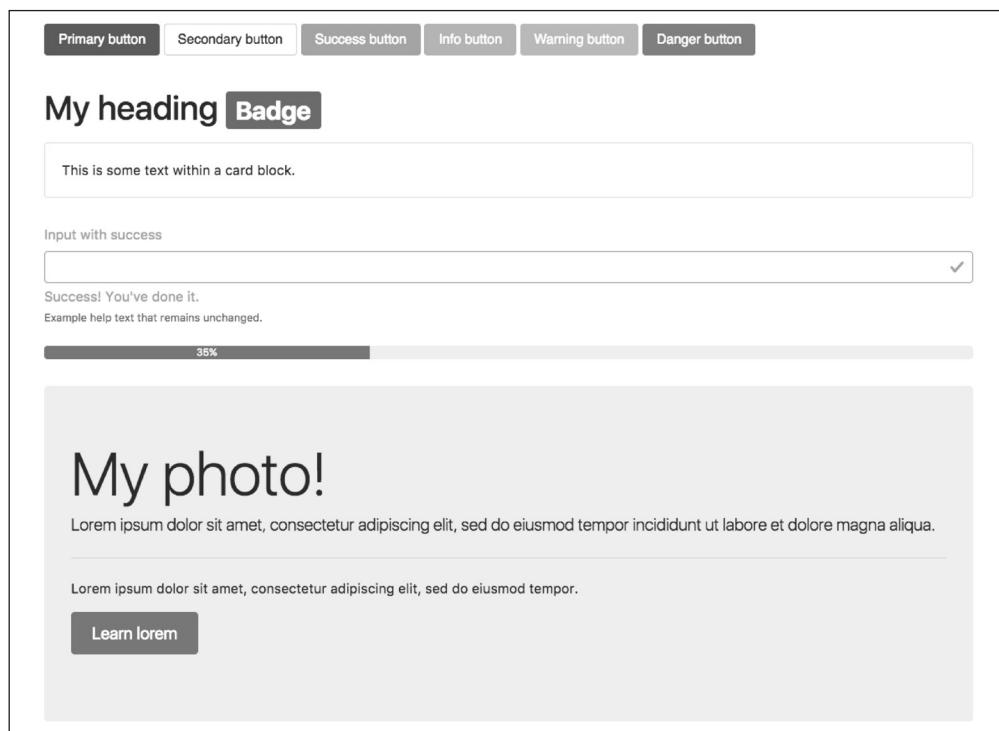 Primary button Secondary button Success button Info button Warning button Danger button
My heading Badge
This is some text within a card block.
Input with success
Success! You've done it.
Example help text that remains unchanged.
35%
My photo!
Lorem ipsum dolor sit amet, consectetur adipiscing elit, sed do eiusmod tempor incididunt ut labore et dolore magna aliqua.
Lorem ipsum dolor sit amet, consectetur adipiscing elit, sed do eiusmod tempor.
Learn lorem